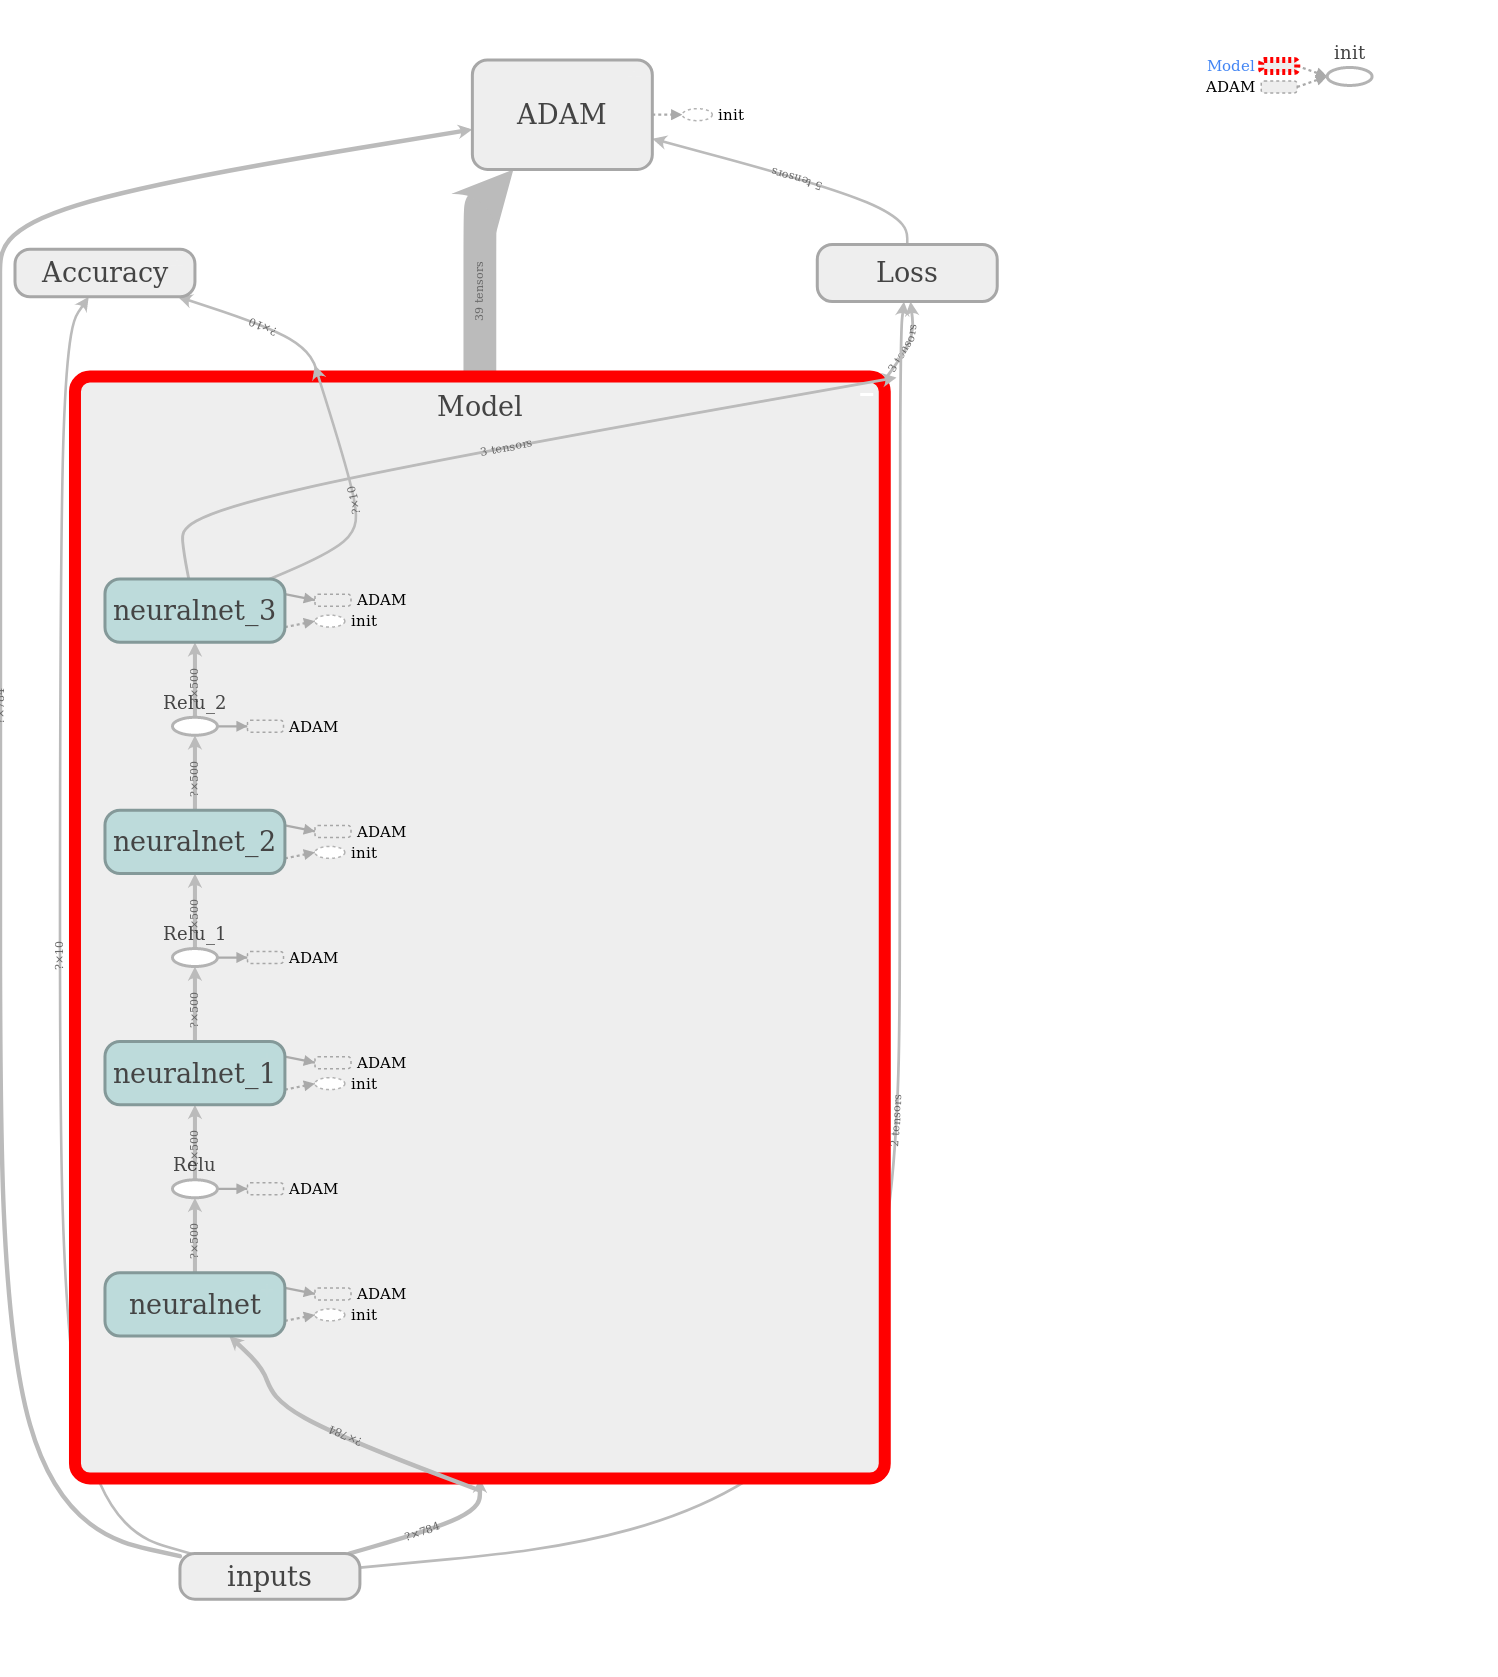 init
Model
ADAM
ADAM
init
5 tensors
Accuracy
Loss
39 tensors
?×10
3 tensors
Model
3 tensors
?×10
neuralnet_3
ADAM
init
?×500
?×784
Relu_2
ADAM
?×500
neuralnet_2
ADAM
init
?×500
Relu_1
ADAM
?×10
?×500
neuralnet_1
ADAM
init
2 tensors
?×500
Relu
ADAM
?×500
neuralnet
ADAM
init
?×784
?×784
inputs